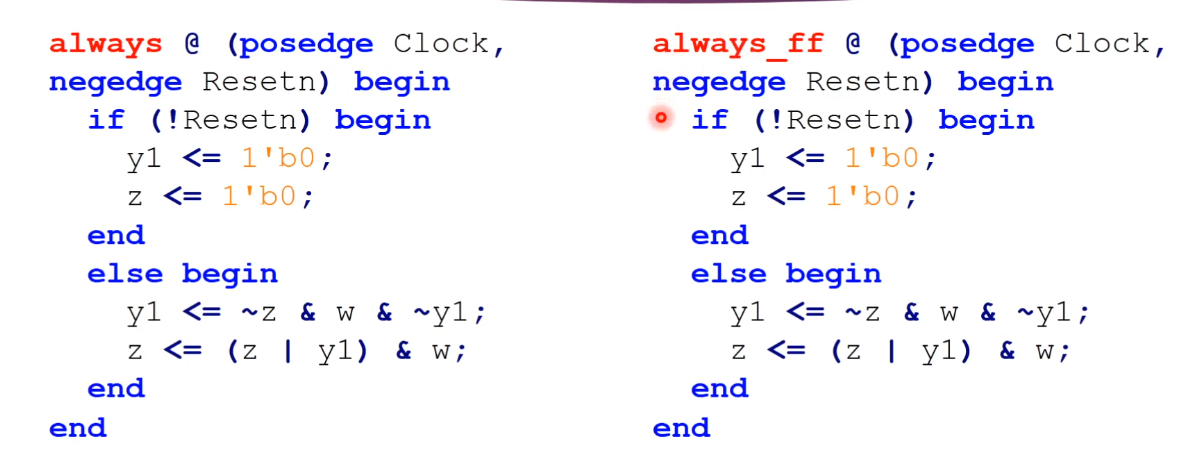 always @ (posedge Clock,
negedge Resetn) begin
if (!Resetn) begin
y1 <= 1'b0;
z <= 1'b0;
end
else begin
y1 <= ~z & w & ~y1;
z <= (z | y1) & w;
end
end
always_ff @ (posedge Clock,
negedge Resetn) begin
if (!Resetn) begin
y1 <= 1'b0;
z <= 1'b0;
end
else begin
y1 <= ~z & w & ~y1;
z <= (z | y1) & w;
end
end